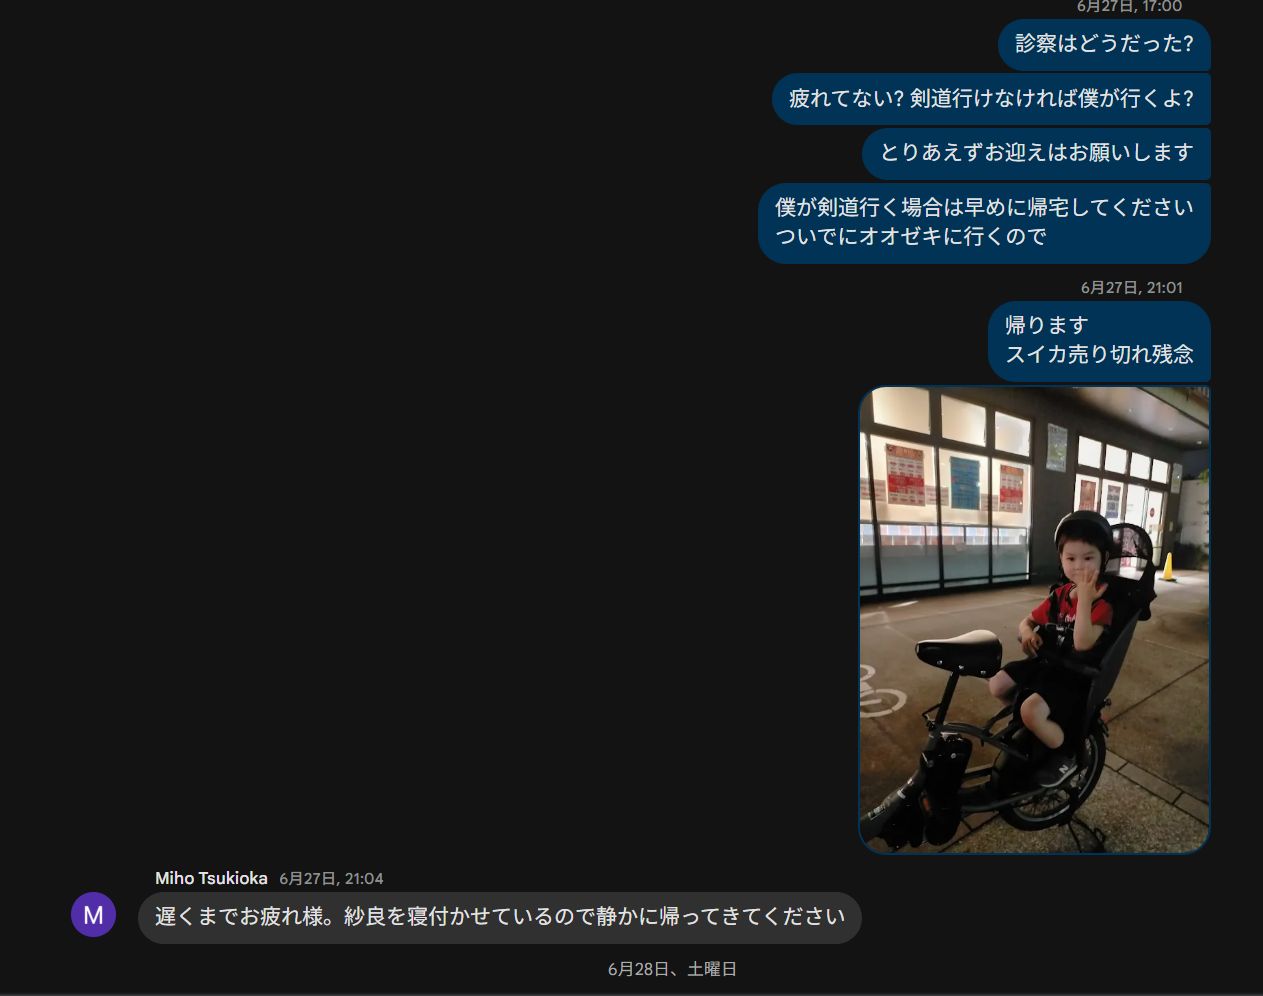 6月27日, 17:00
診察はどうだった?
疲れてない? 剣道行けなければ僕が行くよ?
とりあえずお迎えはお願いします
僕が剣道行く場合は早めに帰宅してください
ついでにオオゼキに行くので
6月27日, 21:01
帰ります
スイカ売り切れ残念
Miho Tsukioka 6月27日, 21:04
M
遅くまでお疲れ様。紗良を寝付かせているので静かに帰ってきてください
6月28日、土曜日